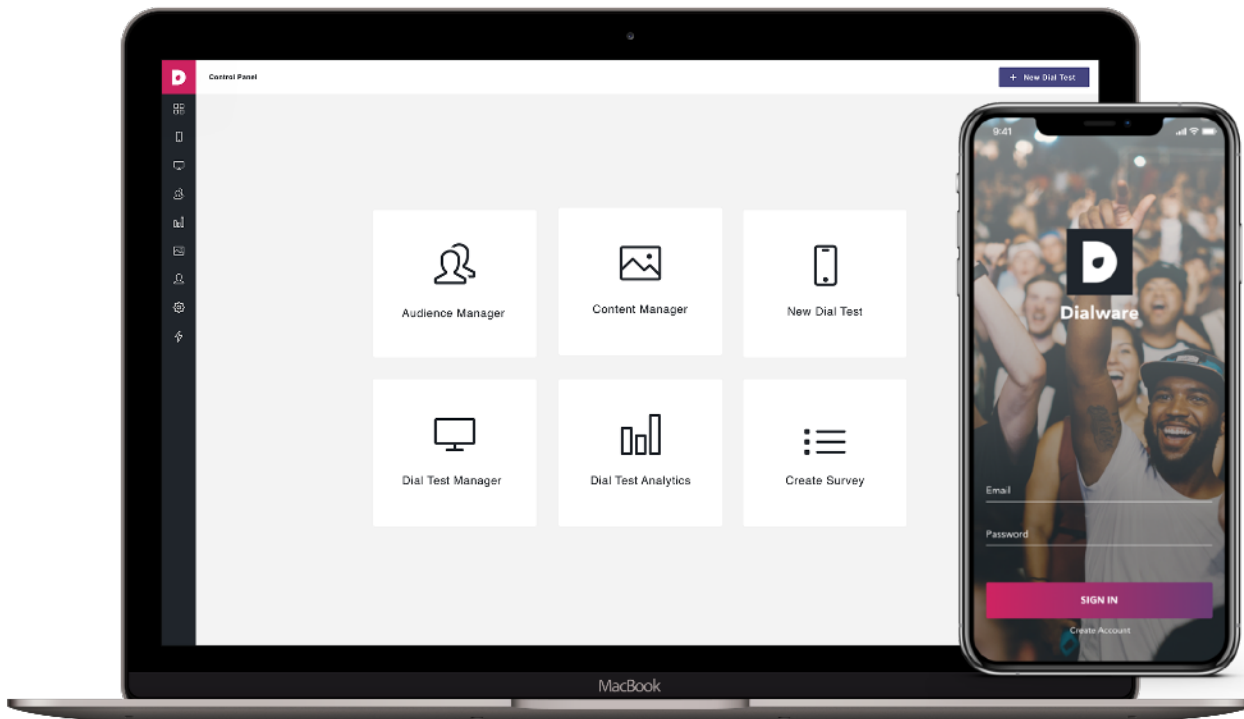 Control Panel
+ New Dial Test
Audience Manager
Content Manager
New Dial Test
Dial Test Manager
Dial Test Analytics
Create Survey
MacBook
9:41
Dialware
Email
Password
SIGN IN
Create Account